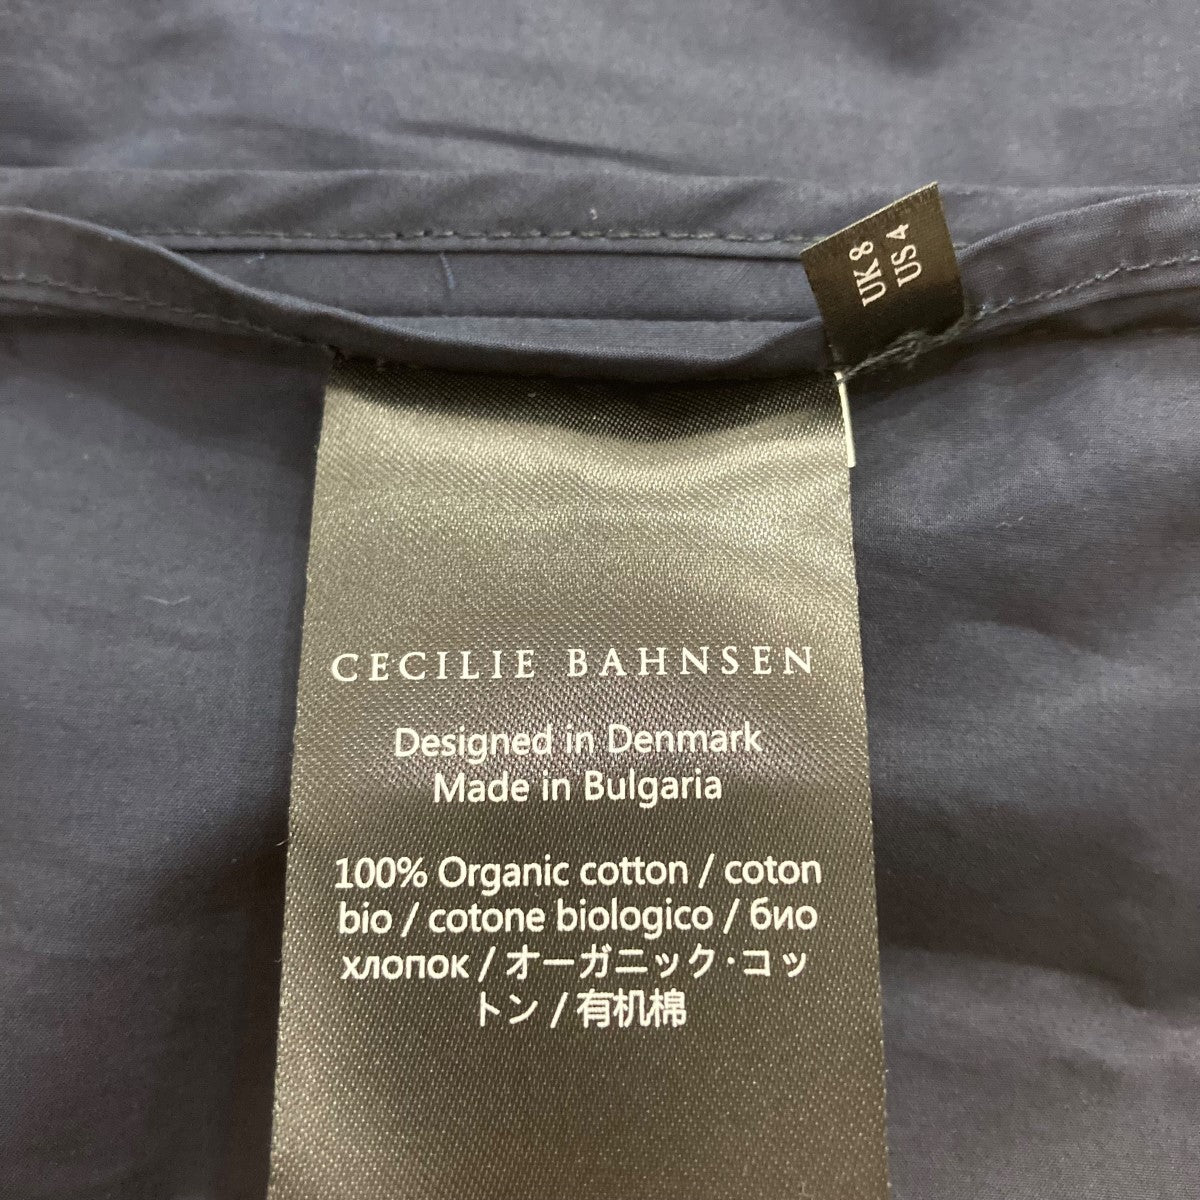 UK 8
US 4
CECILIE BAHNSEN
Designed in Denmark
Made in Bulgaria
100% Organic cotton / coton
bio / cotone biologico / био
хлопок / オーガニック·コッ
トン / 有机棉